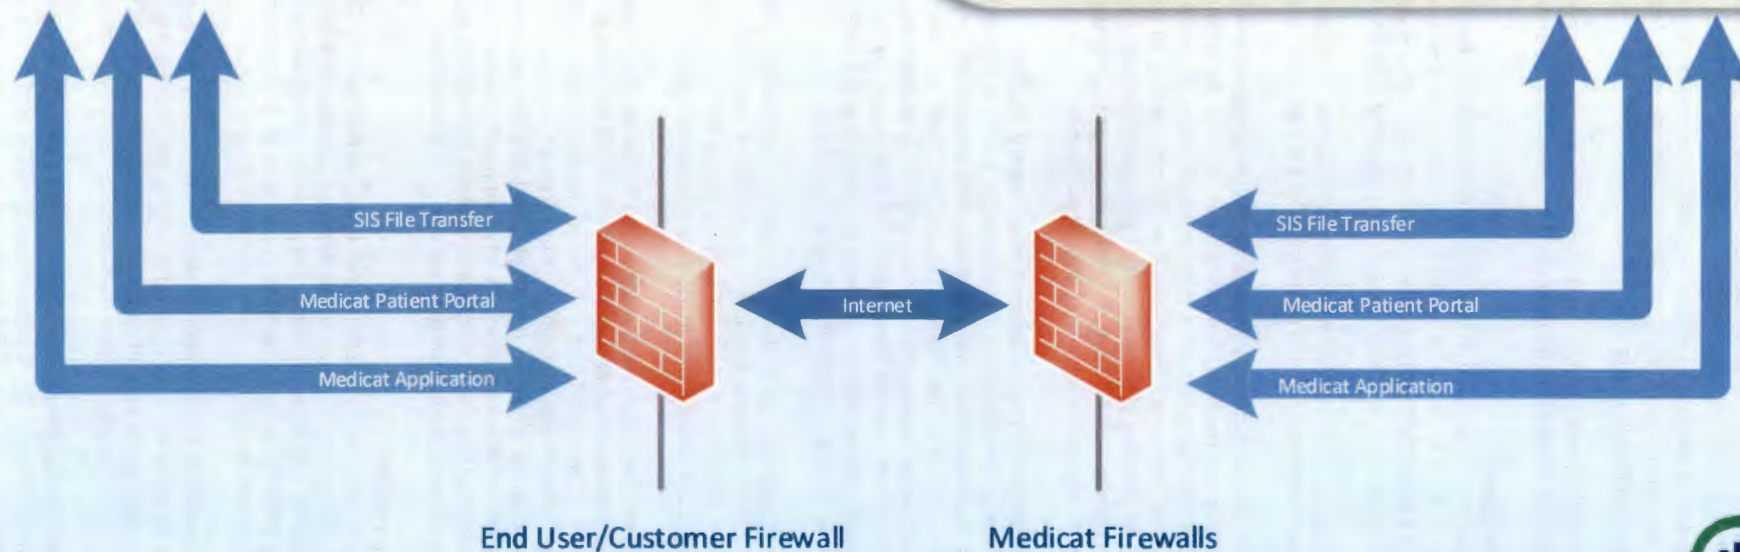 SIS File Transfer
Medicat Patient Portal
Medicat Application
Internet
SIS File Transfer
Medicat Patient Portal
Medicat Application
End User/Customer Firewall
Medicat Firewalls